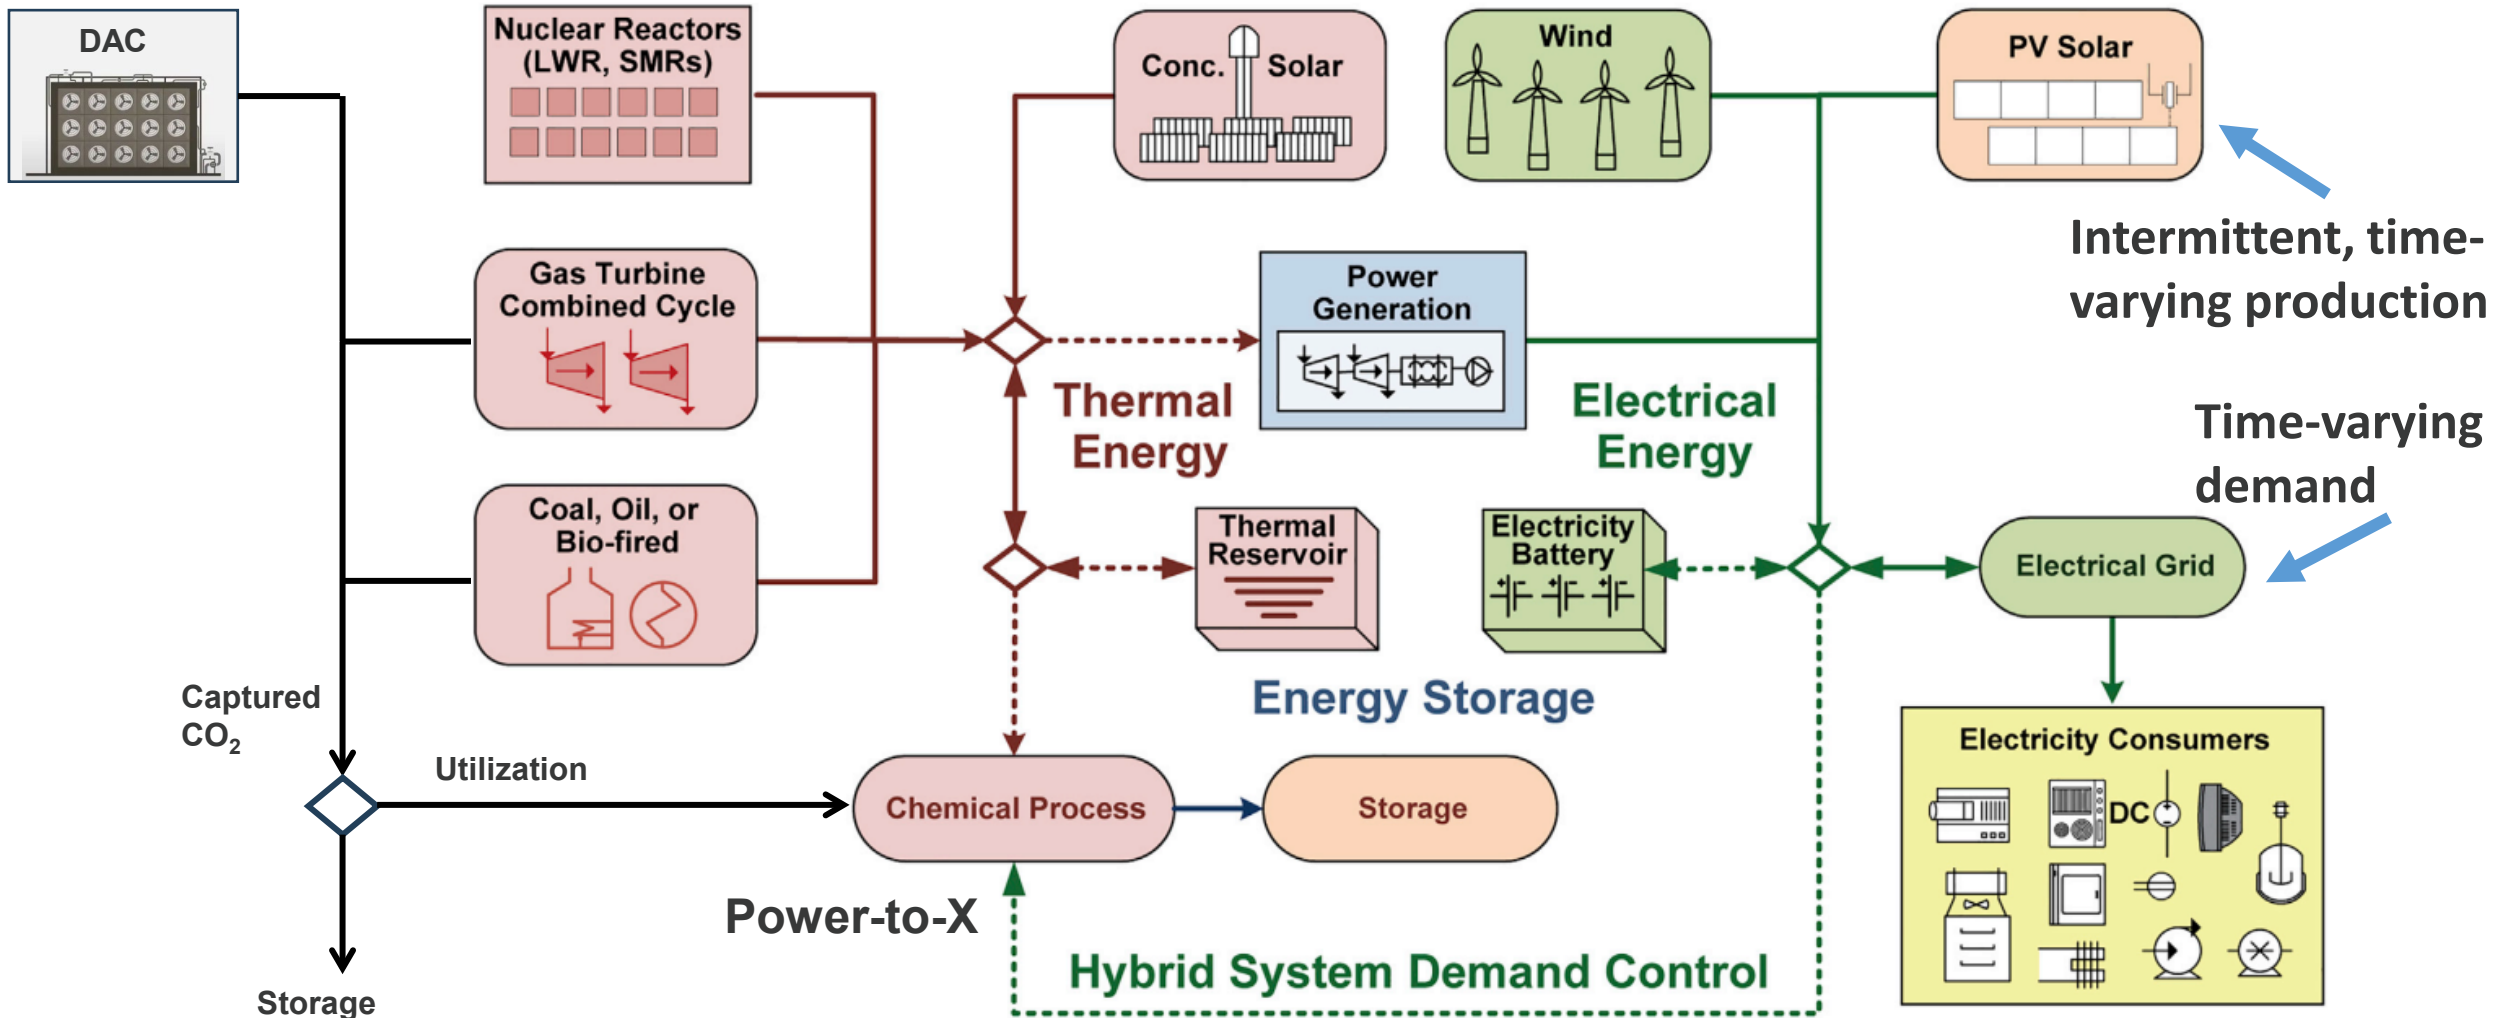 DAC
Nuclear Reactors
(LWR, SMRs)
Conc. Solar
Wind
PV Solar
Intermittent, time-
varying production
Gas Turbine
Combined Cycle
Power
Generation
Thermal
Energy
Electrical
Energy
Time-varying
demand
Coal, Oil, or
Bio-fired
Thermal
Reservoir
Electricity
Battery
Electrical Grid
Captured
CO2
Energy Storage
Utilization
Chemical Process
Storage
Electricity Consumers
DC
Power-to-X
Hybrid System Demand Control
Storage